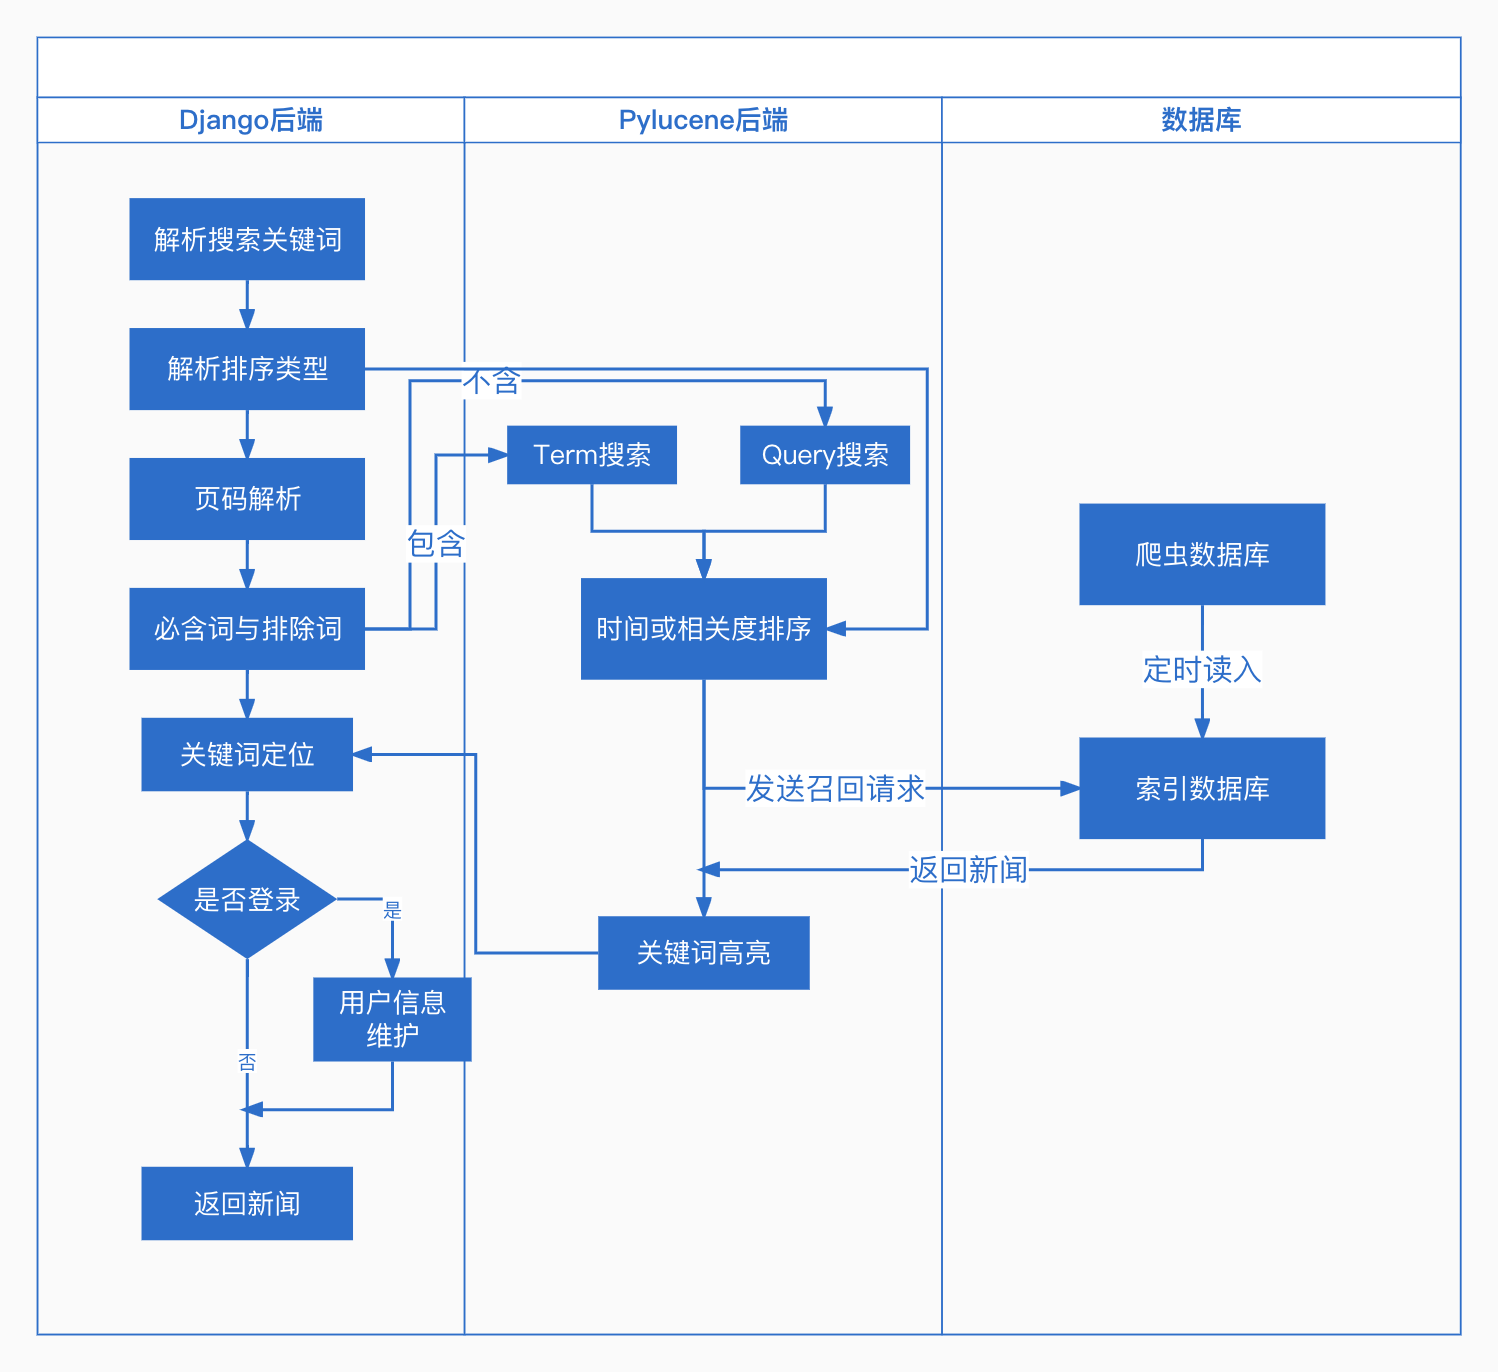 Django后端
Pylucene后端
数据库
解析搜索关键词
解析排序类型
不含
Term搜索
Query搜索
页码解析
包含
爬虫数据库
必含词与排除词
时间或相关度排序
定时读入
关键词定位
发送召回请求
索引数据库
返回新闻
是否登录
是
关键词高亮
用户信息
维护
否
返回新闻